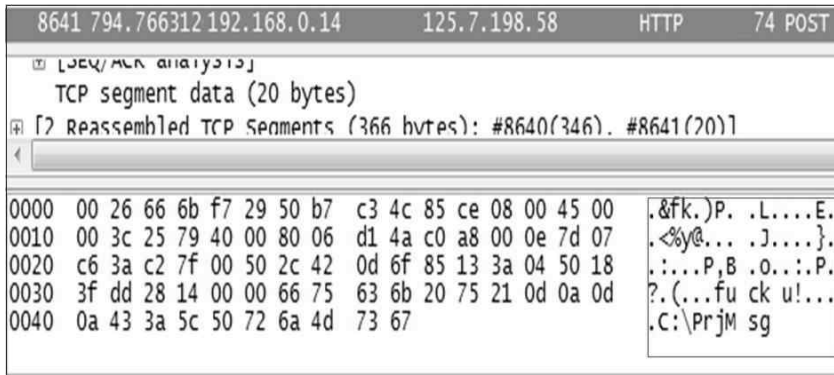 8641 794.766312 192.168.0.14 125.7.198.58 HTTP 74 POST
[SEQ/ACK analysis]
TCP segment data (20 bytes)
[2 Reassembled TCP Segments (366 bytes): #8640(346), #8641(20)]
0000 00 26 66 6b f7 29 50 b7 c3 4c 85 ce 08 00 45 00 .&fk.)P. .L....E.
0010 00 3c 25 79 40 00 80 06 d1 4a c0 a8 00 0e 7d 07 .<%y@... .J....}.
0020 c6 3a c2 7f 00 50 2c 42 0d 6f 85 13 3a 04 50 18 .:...P,B .o..:.P.
0030 3f dd 28 14 00 00 66 75 63 6b 20 75 21 0d 0a 0d ?.(...fu ck u!...
0040 0a 43 3a 5c 50 72 6a 4d 73 67 .C:\PrjM sg